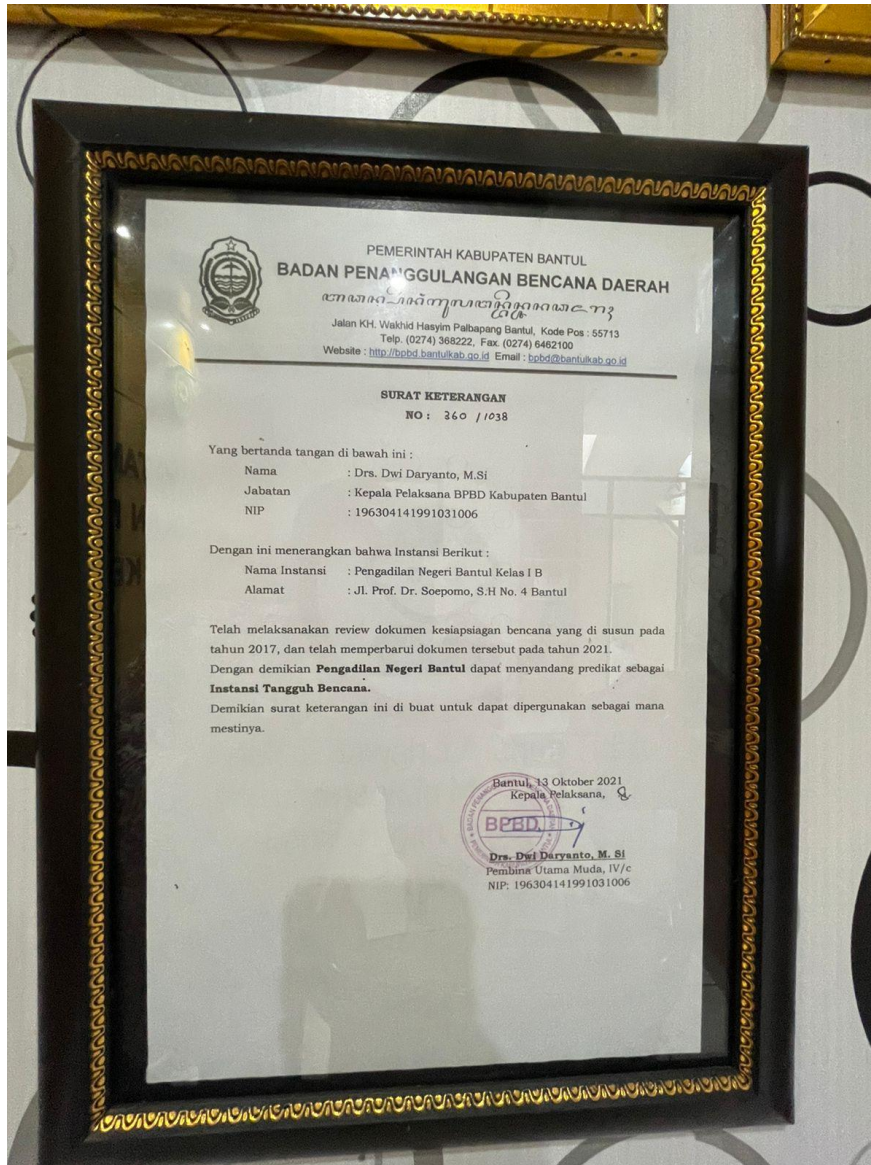 PEMERINTAH KABUPATEN BANTUL
BADAN PENANGGULANGAN BENCANA DAERAH
Jalan KH. Wakhid Hasyim Palbapang Bantul, Kode Pos : 55713
Telp. (0274) 368222, Fax. (0274) 6462100
Website : http://bpbd.bantulkab.go.id Email : bpbd@bantulkab.go.id
SURAT KETERANGAN
NO : 360 / 1038
Yang bertanda tangan di bawah ini :
Nama : Drs. Dwi Daryanto, M.Si
Jabatan : Kepala Pelaksana BPBD Kabupaten Bantul
NIP : 196304141991031006
Dengan ini menerangkan bahwa Instansi Berikut :
Nama Instansi : Pengadilan Negeri Bantul Kelas I B
Alamat : Jl. Prof. Dr. Soepomo, S.H No. 4 Bantul
Telah melaksanakan review dokumen kesiapsiagan bencana yang di susun pada
tahun 2017, dan telah memperbarui dokumen tersebut pada tahun 2021.
Dengan demikian Pengadilan Negeri Bantul dapat menyandang predikat sebagai
Instansi Tangguh Bencana.
Demikian surat keterangan ini di buat untuk dapat dipergunakan sebagai mana
mestinya.
Bantul, 13 Oktober 2021
Kepala Pelaksana,
BPBD
Drs. Dwi Daryanto, M. Si
Pembina Utama Muda, IV/c
NIP: 196304141991031006